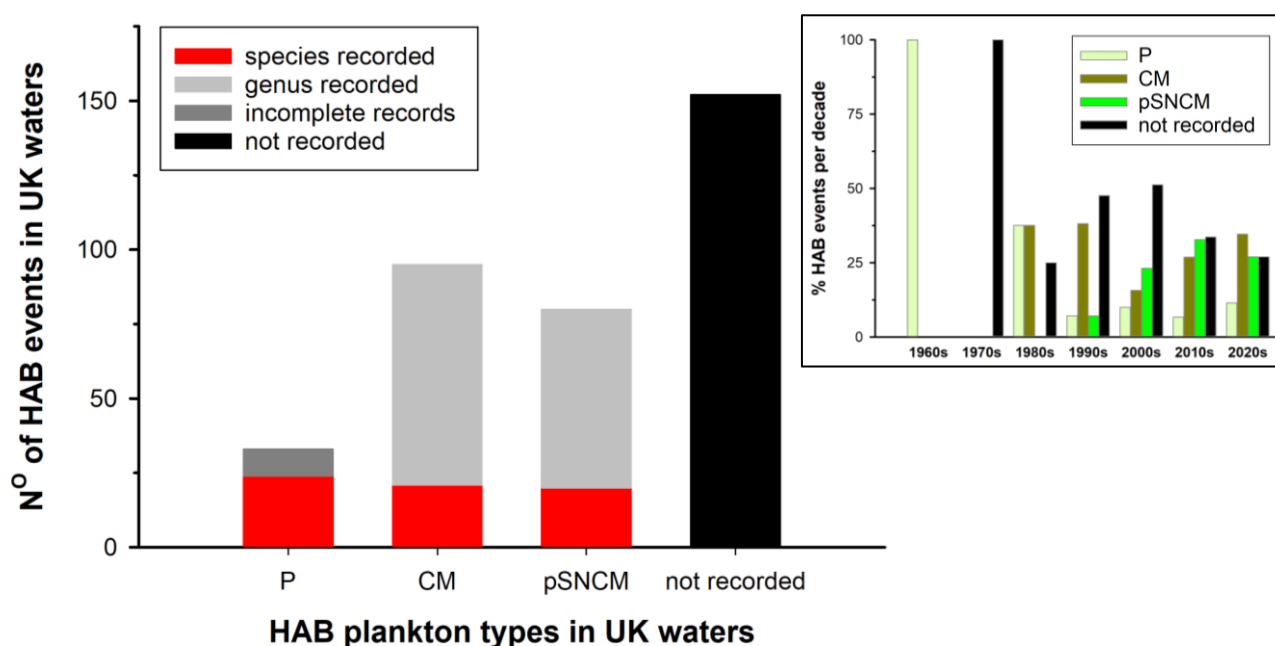 species recorded
genus recorded
incomplete records
not recorded
Nº of HAB events in UK waters
150
100
50
0
P CM pSNCM not recorded
HAB plankton types in UK waters
P
CM
pSNCM
not recorded
% HAB events per decade
100
75
50
25
0
1960s 1970s 1980s 1990s 2000s 2010s 2020s